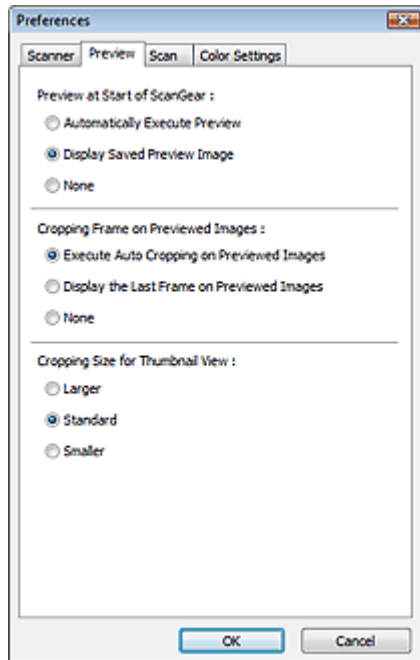 Preferences
Scanner Preview Scan Color Settings
Preview at Start of ScanGear :
Automatically Execute Preview
Display Saved Preview Image
None
Cropping Frame on Previewed Images :
Execute Auto Cropping on Previewed Images
Display the Last Frame on Previewed Images
None
Cropping Size for Thumbnail View :
Larger
Standard
Smaller
OK Cancel